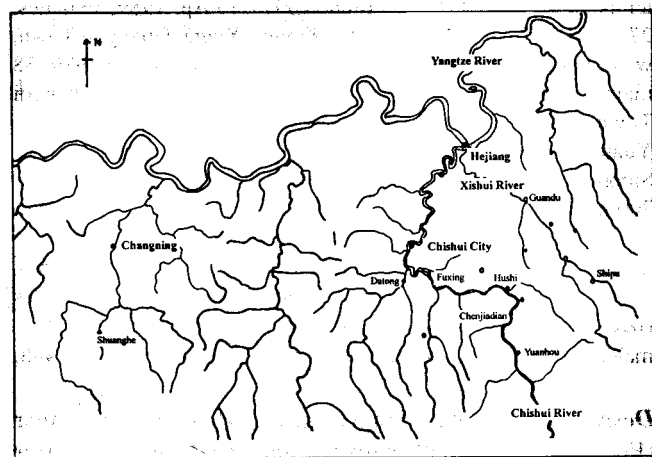 N
Yangtze River
Hejiang
Xishui River
Guandu
Changning
Chishui City
Datong
Fuxing
Hushi
Shipu
Chenjiadian
Shuanghe
Yuanhou
Chishui River